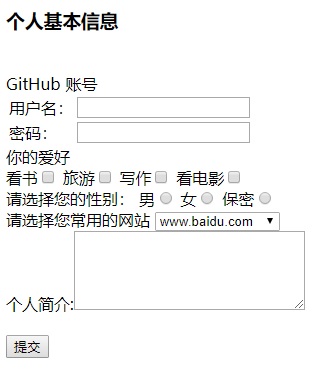 个人基本信息
GitHub 账号
用户名：
密码：
你的爱好
看书 旅游 写作 看电影
请选择您的性别： 男 女 保密
请选择您常用的网站 www.baidu.com
个人简介:
提交